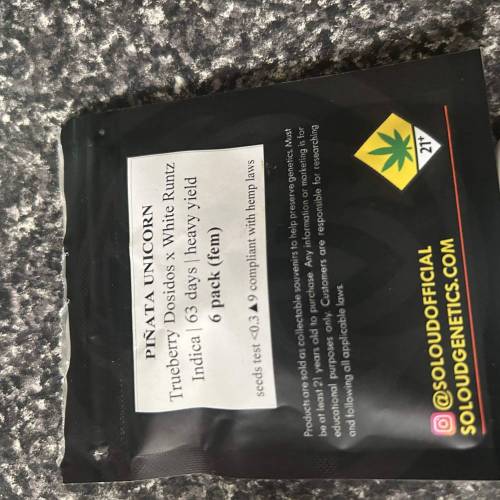 PIÑATA UNICORN
Trueberry Dosidos x White Runtz
Indica | 63 days | heavy yield
6 pack (fem)
seeds test <0.3▲9 compliant with hemp laws
Products are sold as collectable souvenirs to help preserve genetics. Must
be at least 21 years old to purchase. Any information or marketing is for
educational purposes only. Customers are responsible for researching
and following all applicable laws.
21+
@SOLOUDOFFICIAL
SOLOUDGENETICS.COM